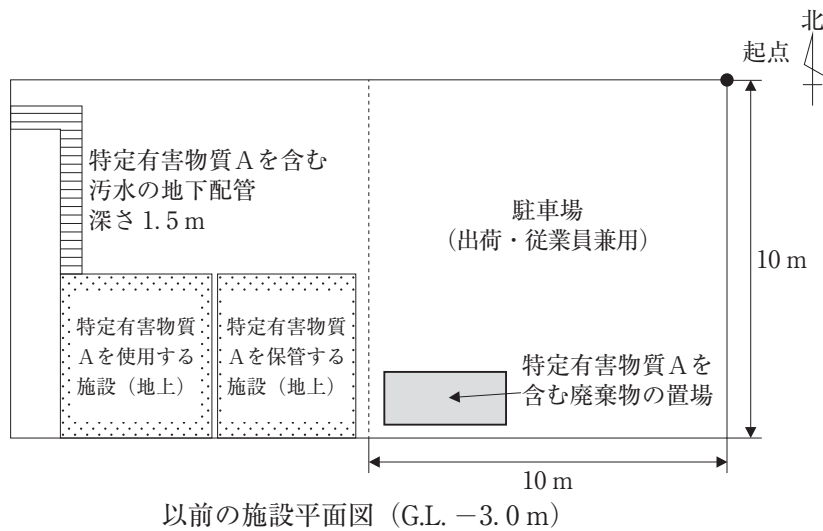 北
起点
特定有害物質Aを含む
汚水の地下配管
深さ1.5 m
駐車場
(出荷・従業員兼用)
10 m
特定有害物質
Aを使用する
施設(地上)
特定有害物質
Aを保管する
施設(地上)
特定有害物質Aを
含む廃棄物の置場
10 m
以前の施設平面図(G.L. −3.0 m)